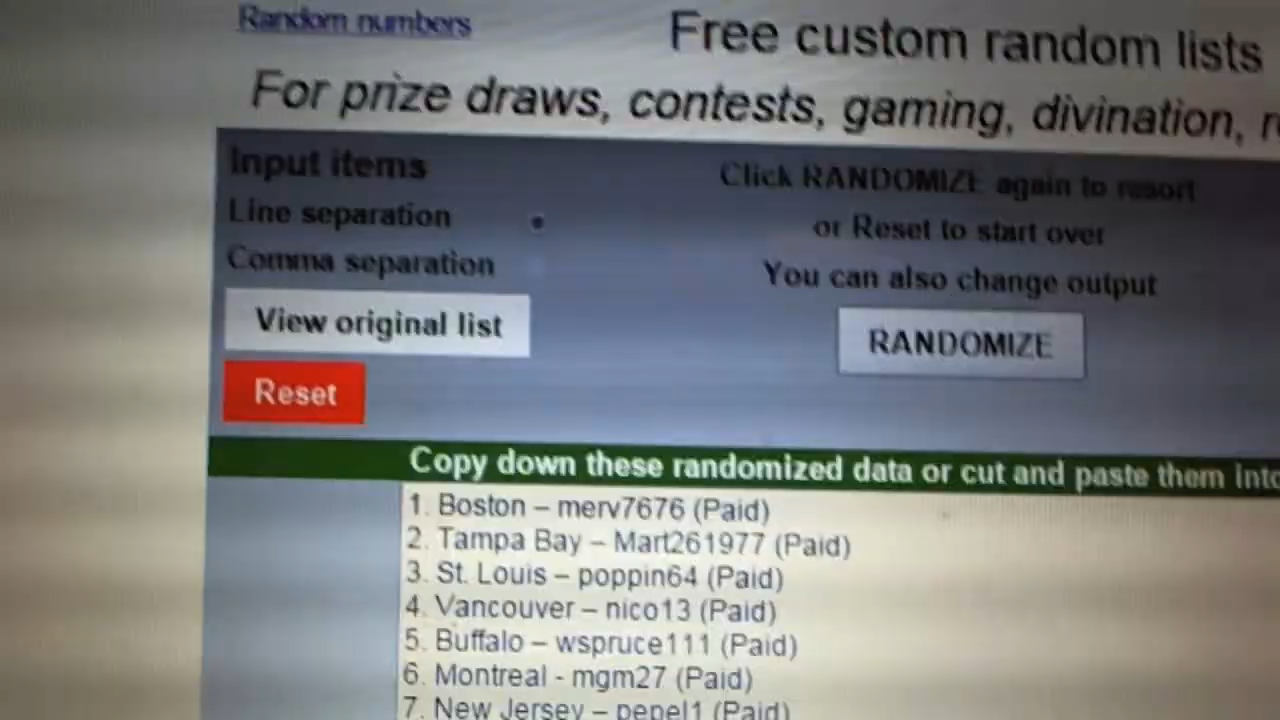 Random numbers
Free custom random lists
For prize draws, contests, gaming, divination,
Input items
Click RANDOMIZE again to resort
Line separation
or Reset to start over
Comma separation
You can also change output
View original list
RANDOMIZE
Reset
Copy down these randomized data or cut and paste them into
1. Boston – merv7676 (Paid)
2. Tampa Bay – Mart261977 (Paid)
3. St. Louis – poppin64 (Paid)
4. Vancouver – nico13 (Paid)
5. Buffalo – wspruce111 (Paid)
6. Montreal - mgm27 (Paid)
7. New Jersey – pepel1 (Paid)